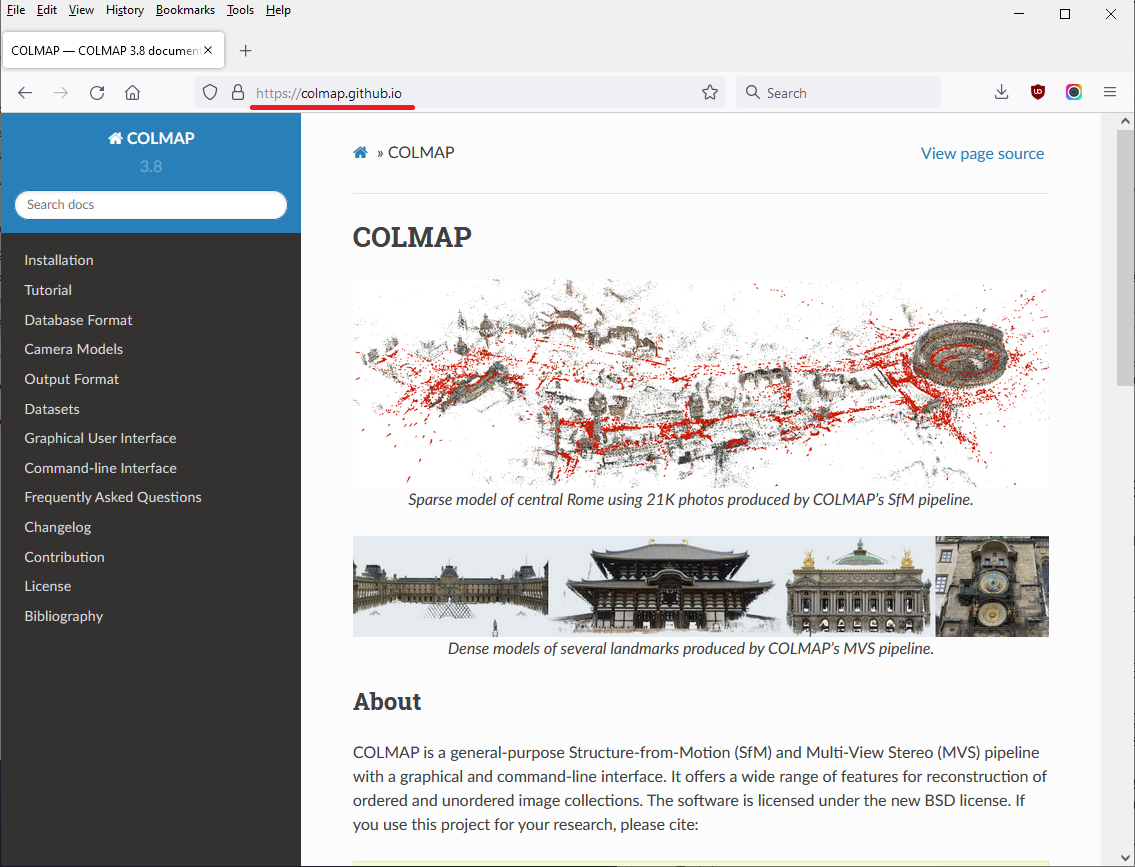 File Edit View History Bookmarks Tools Help
COLMAP — COLMAP 3.8 documen
https://colmap.github.io
Search
COLMAP
3.8
Search docs
Installation
Tutorial
Database Format
Camera Models
Output Format
Datasets
Graphical User Interface
Command-line Interface
Frequently Asked Questions
Changelog
Contribution
License
Bibliography
» COLMAP
View page source
COLMAP
Sparse model of central Rome using 21K photos produced by COLMAP’s SfM pipeline.
Dense models of several landmarks produced by COLMAP’s MVS pipeline.
About
COLMAP is a general-purpose Structure-from-Motion (SfM) and Multi-View Stereo (MVS) pipeline
with a graphical and command-line interface. It offers a wide range of features for reconstruction of
ordered and unordered image collections. The software is licensed under the new BSD license. If
you use this project for your research, please cite: